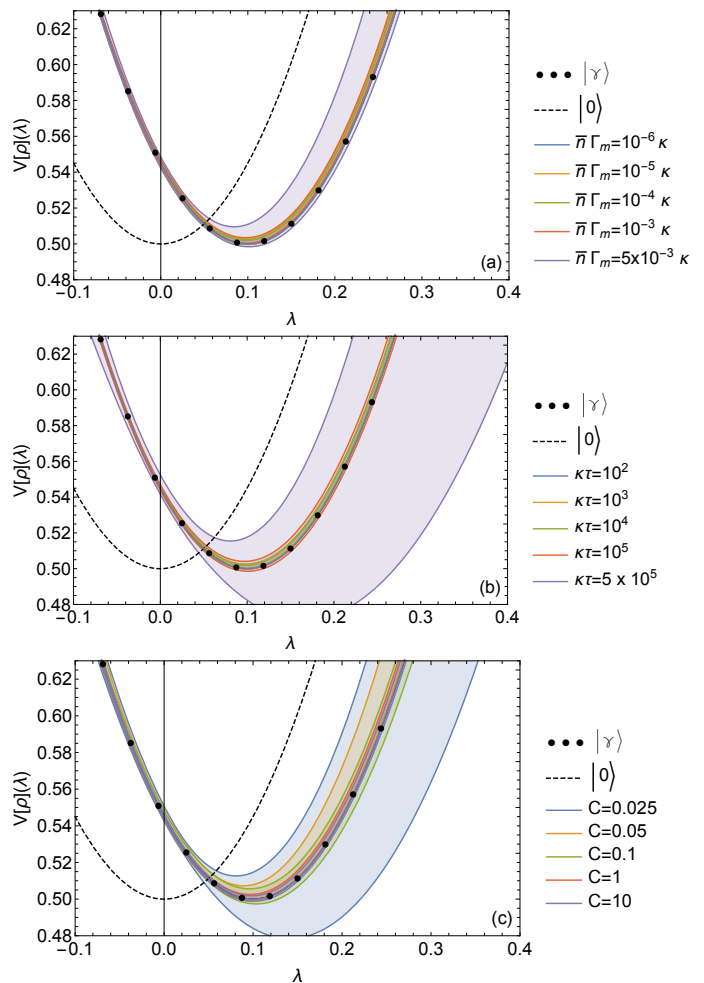 0.62
0.60
0.58
0.56
0.54
0.52
0.50
0.48
V[ρ](λ)
-0.1 0.0 0.1 0.2 0.3 0.4
λ
(a)
|γ⟩
|0⟩
n̅ Γₘ=10⁻⁶ κ
n̅ Γₘ=10⁻⁵ κ
n̅ Γₘ=10⁻⁴ κ
n̅ Γₘ=10⁻³ κ
n̅ Γₘ=5x10⁻³ κ
0.62
0.60
0.58
0.56
0.54
0.52
0.50
0.48
V[ρ](λ)
-0.1 0.0 0.1 0.2 0.3 0.4
λ
(b)
|γ⟩
|0⟩
κτ=10²
κτ=10³
κτ=10⁴
κτ=10⁵
κτ=5 x 10⁵
0.62
0.60
0.58
0.56
0.54
0.52
0.50
0.48
V[ρ](λ)
-0.1 0.0 0.1 0.2 0.3 0.4
λ
(c)
|γ⟩
|0⟩
C=0.025
C=0.05
C=0.1
C=1
C=10